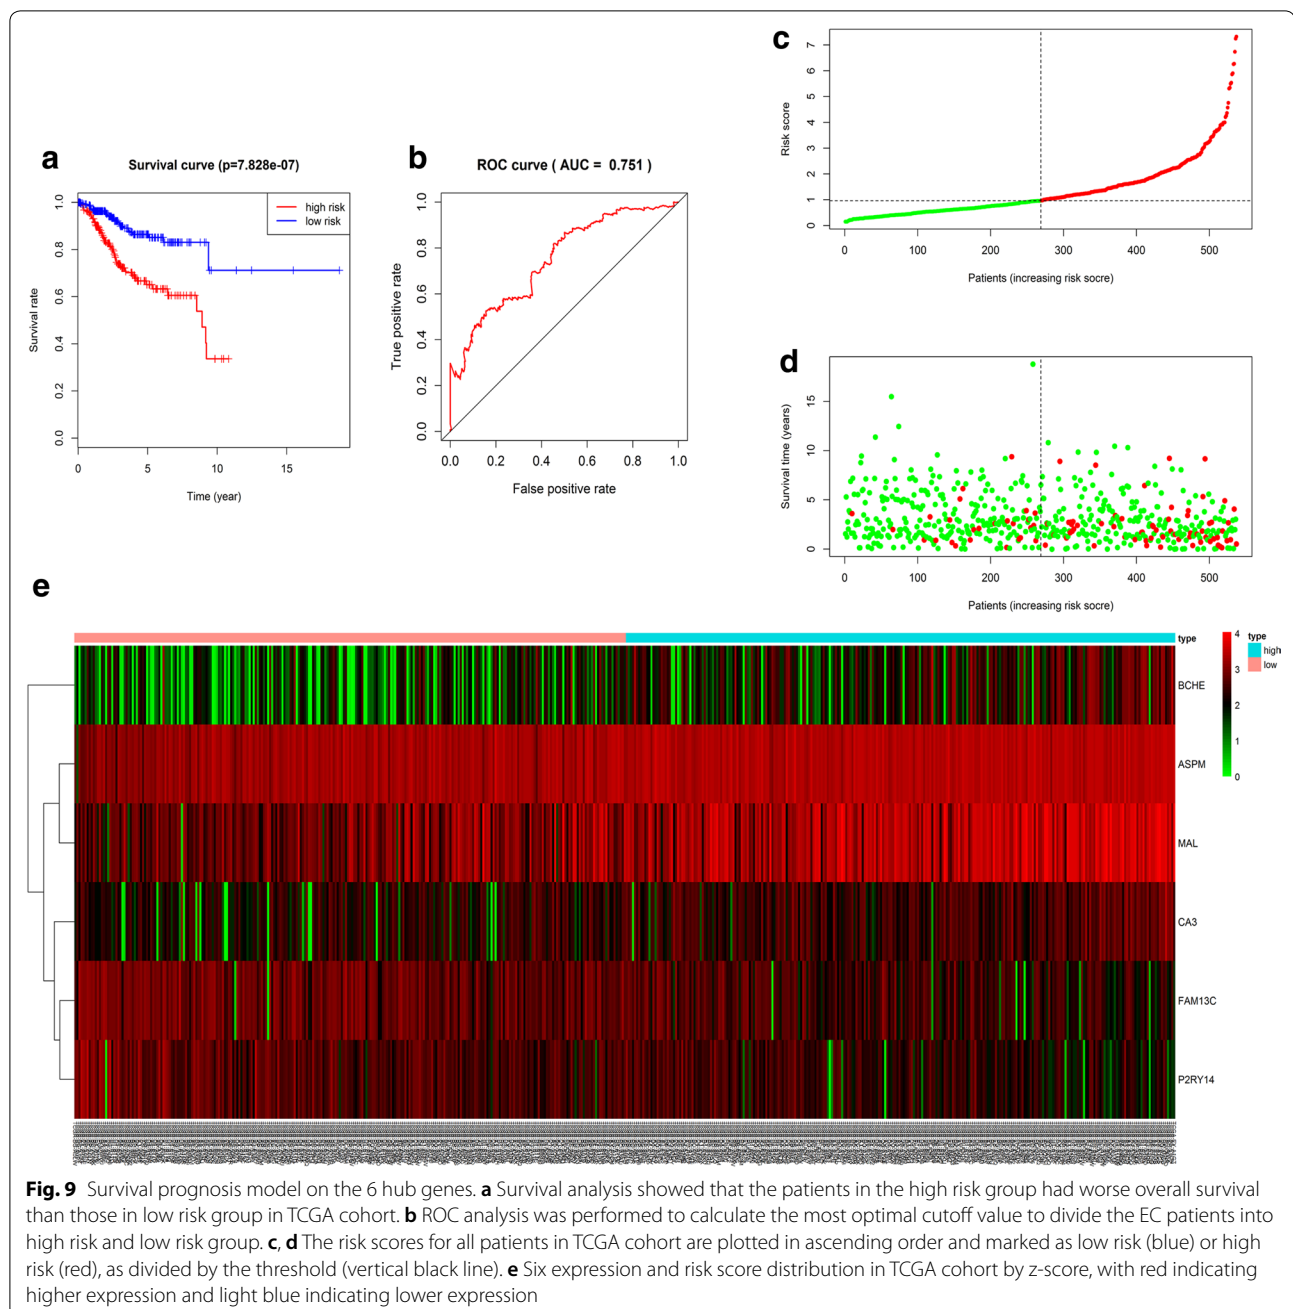 a
Survival curve (p=7.828e-07)
high risk
low risk
Survival rate
0.0
0.2
0.4
0.6
0.8
1.0
0
5
10
15
Time (year)
b
ROC curve ( AUC = 0.751 )
True positive rate
0.0
0.2
0.4
0.6
0.8
1.0
0.0
0.2
0.4
0.6
0.8
1.0
False positive rate
c
Risk score
0
1
2
3
4
5
6
7
0
100
200
300
400
500
Patients (increasing risk socre)
d
Survival time (years)
0
5
10
15
0
100
200
300
400
500
Patients (increasing risk socre)
e
type
BCHE
ASPM
MAL
CA3
FAM13C
P2RY14
4
3
2
1
0
type
high
low
Fig. 9 Survival prognosis model on the 6 hub genes. a Survival analysis showed that the patients in the high risk group had worse overall survival
than those in low risk group in TCGA cohort. b ROC analysis was performed to calculate the most optimal cutoff value to divide the EC patients into
high risk and low risk group. c, d The risk scores for all patients in TCGA cohort are plotted in ascending order and marked as low risk (blue) or high
risk (red), as divided by the threshold (vertical black line). e Six expression and risk score distribution in TCGA cohort by z-score, with red indicating
higher expression and light blue indicating lower expression